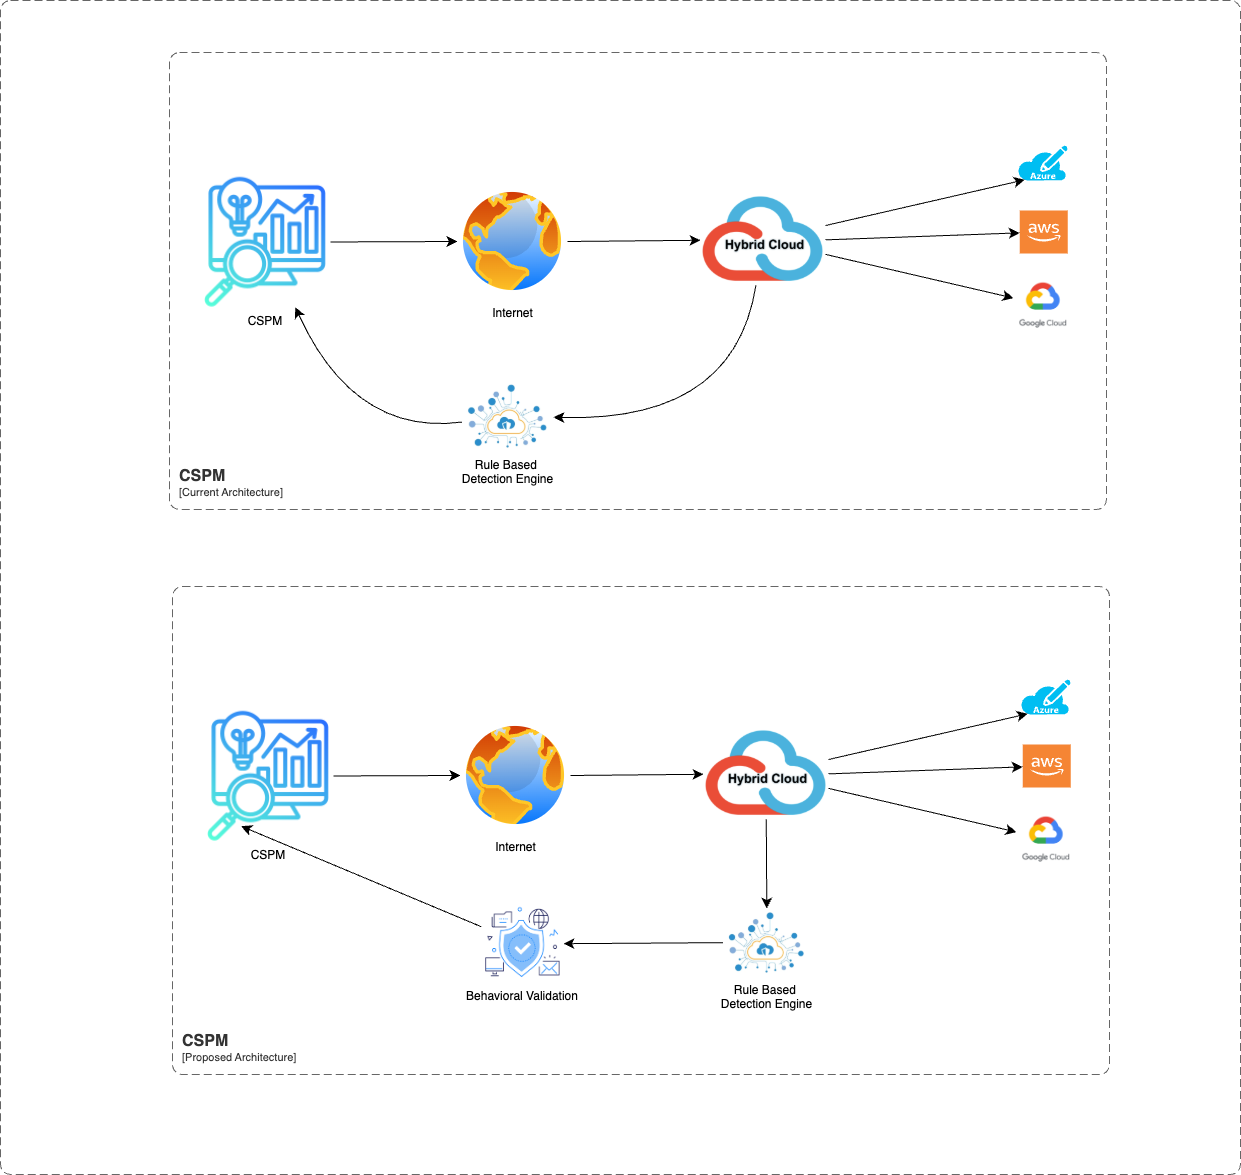 Azure
aws
Hybrid Cloud
Internet
CSPM
Google Cloud
Rule Based
Detection Engine
CSPM
[Current Architecture]
Azure
aws
Hybrid Cloud
Internet
CSPM
Google Cloud
Behavioral Validation
Rule Based
Detection Engine
CSPM
[Proposed Architecture]